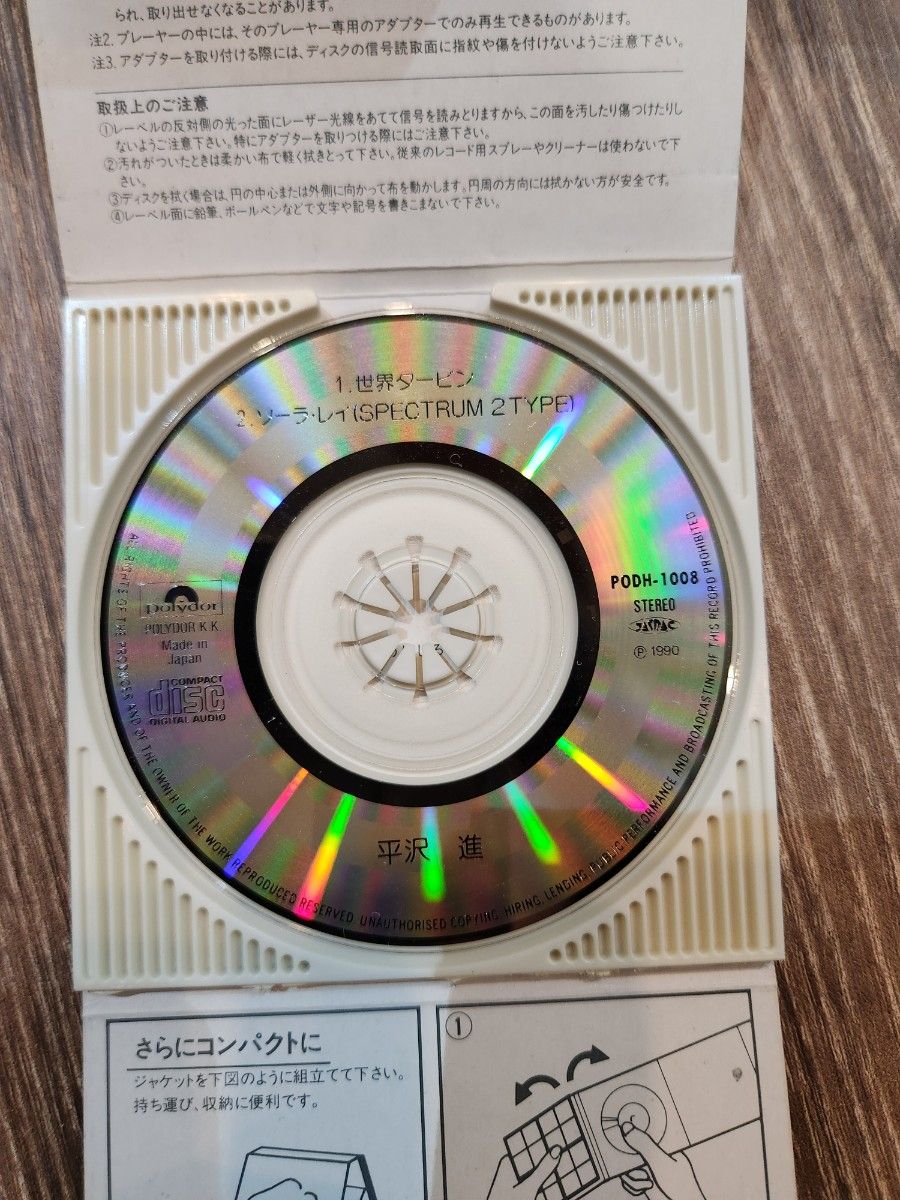 られ、取り出せなくなることがあります。
注2. プレーヤーの中には、そのプレーヤー専用のアダプターでのみ再生できるものがあります。
注3. アダプターを取り付ける際には、ディスクの信号読取面に指紋や傷を付けないようご注意下さい。
取扱上のご注意
①レーベルの反対側の光った面にレーザー光線をあてて信号を読みとりますから、この面を汚したり傷つけたりし
ないようご注意下さい。特にアダプターを取りつける際にはご注意下さい。
②汚れがついたときは柔かい布で軽く拭きとって下さい。従来のレコード用スプレーやクリーナーは使わないで下
さい。
③ディスクを拭く場合は、円の中心または外側に向かって布を動かします。円周の方向には拭かない方が安全です。
④レーベル面に鉛筆、ボールペンなどで文字や記号を書きこまないで下さい。
1. 世界タービン
2. ソーラ・レイ(SPECTRUM 2 TYPE)
polydor
POLYDOR K.K.
Made in
Japan
COMPACT
disc
DIGITAL AUDIO
PODH-1008
STEREO
JASRAC
Ⓟ 1990
平沢 進
ALL RIGHTS OF THE PRODUCER AND OF THE OWNER OF THE WORK REPRODUCED RESERVED. UNAUTHORISED COPYING, HIRING, LENDING, PUBLIC PERFORMANCE AND BROADCASTING OF THIS RECORD PROHIBITED
さらにコンパクトに
ジャケットを下図のように組立てて下さい。
持ち運び、収納に便利です。
①